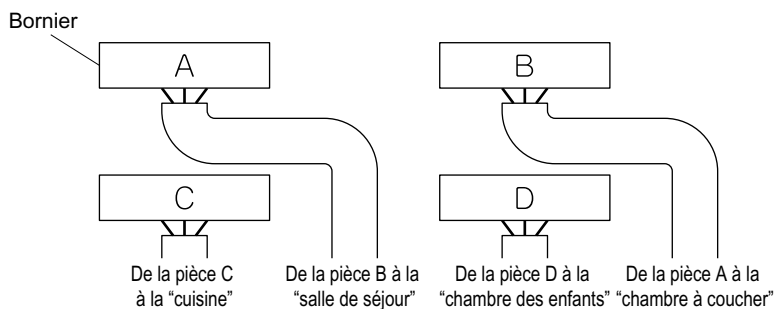 Bornier
A
B
C
D
De la pièce C
à la “cuisine”
De la pièce B à la
“salle de séjour”
De la pièce D à la
“chambre des enfants”
De la pièce A à la
“chambre à coucher”